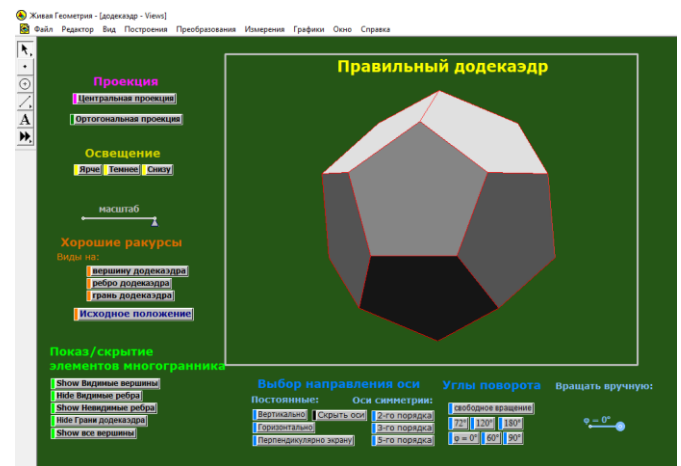 Живая Геометрия - [додекаэдр - Views]
Файл Редактор Вид Построения Преобразования Измерения Графики Окно Справка
A
Правильный додекаэдр
Проекция
Центральная проекция
Ортогональная проекция
Освещение
Ярче Темнее Снизу
масштаб
Хорошие ракурсы
Виды на:
вершину додекаэдра
ребро додекаэдра
грань додекаэдра
Исходное положение
Показ/скрытие
элементов многогранника
Show Видимые вершины
Hide Видимые ребра
Show Невидимые ребра
Hide Грани додекаэдра
Show все вершины
Выбор направления оси
Постоянные: Оси симметрии:
Вертикально Скрыть оси 2-го порядка
Горизонтально 3-го порядка
Перпендикулярно экрану 5-го порядка
Углы поворота
свободное вращение
72° 120° 180°
φ = 0° 60° 90°
Вращать вручную:
φ = 0°